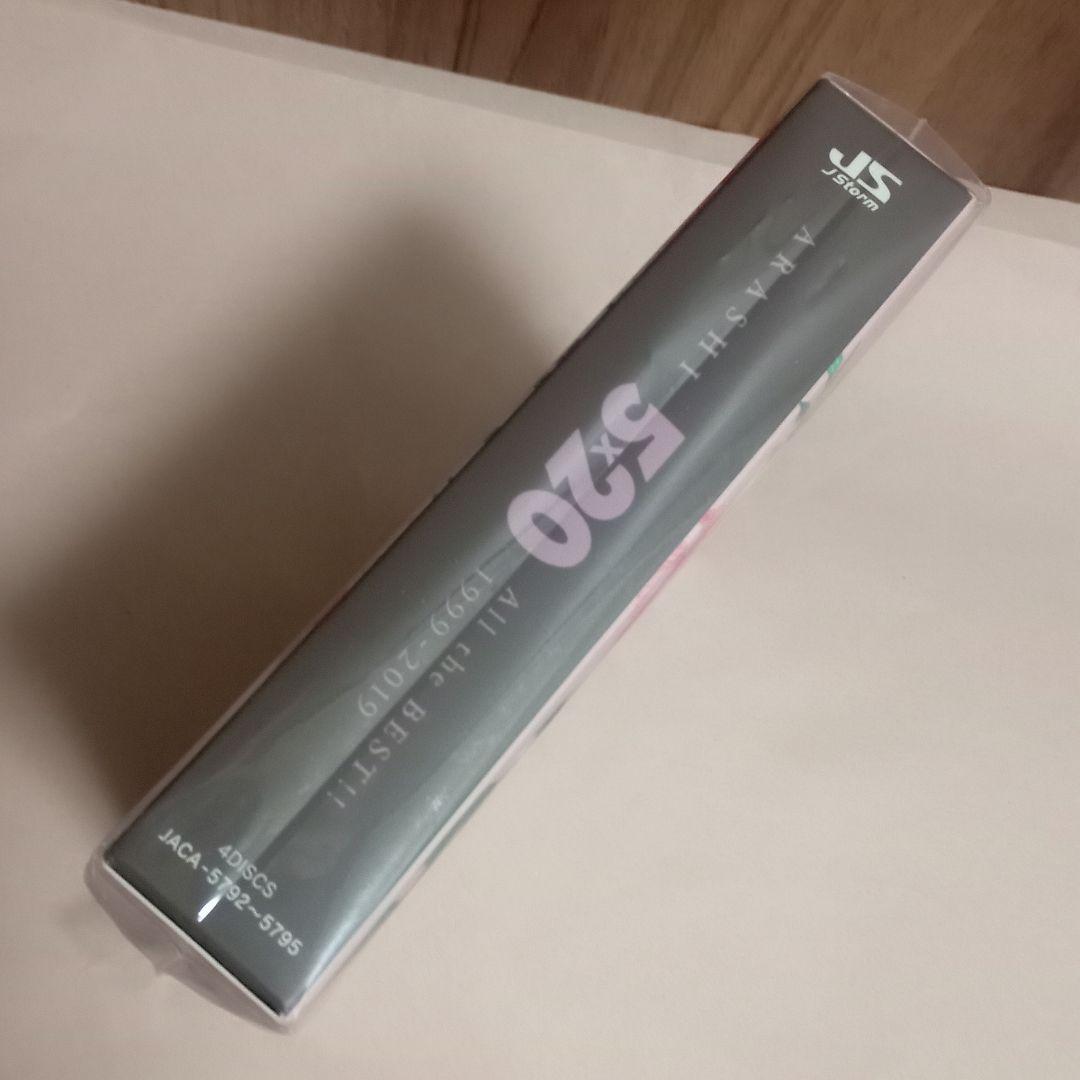 JS
J Storm
ARASHI
5x20
All the BEST!!
1999-2019
4DISCS
JACA-5792~5795